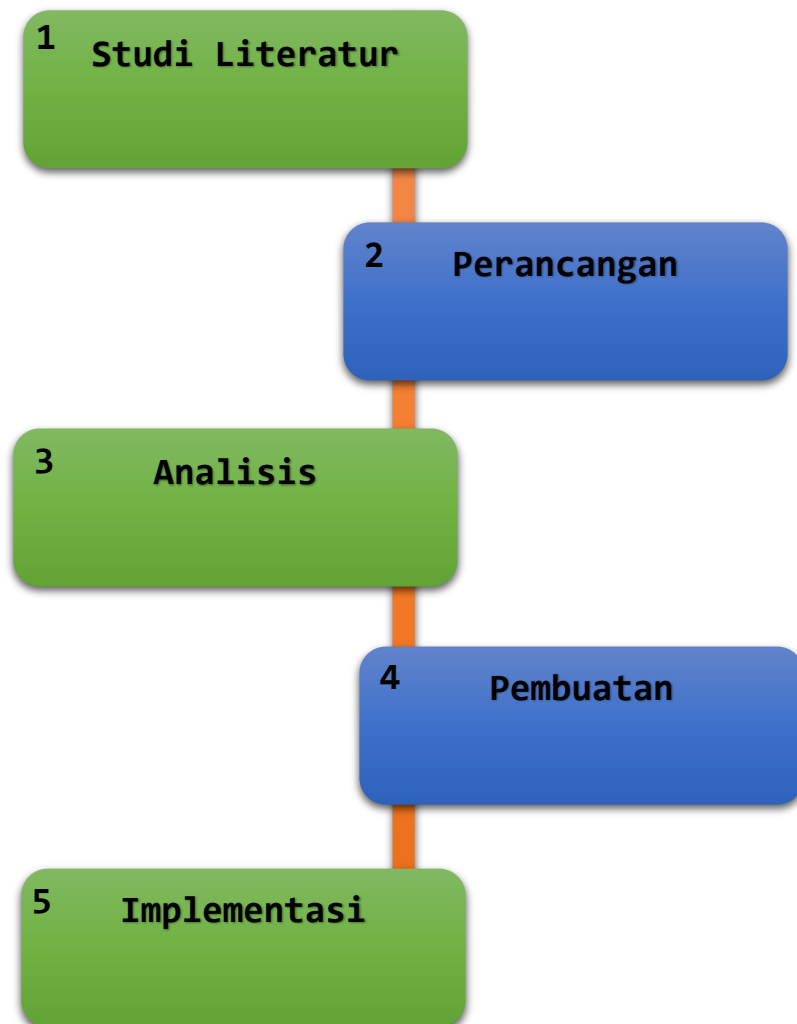 1
Studi Literatur
2
Perancangan
3
Analisis
4
Pembuatan
5
Implementasi